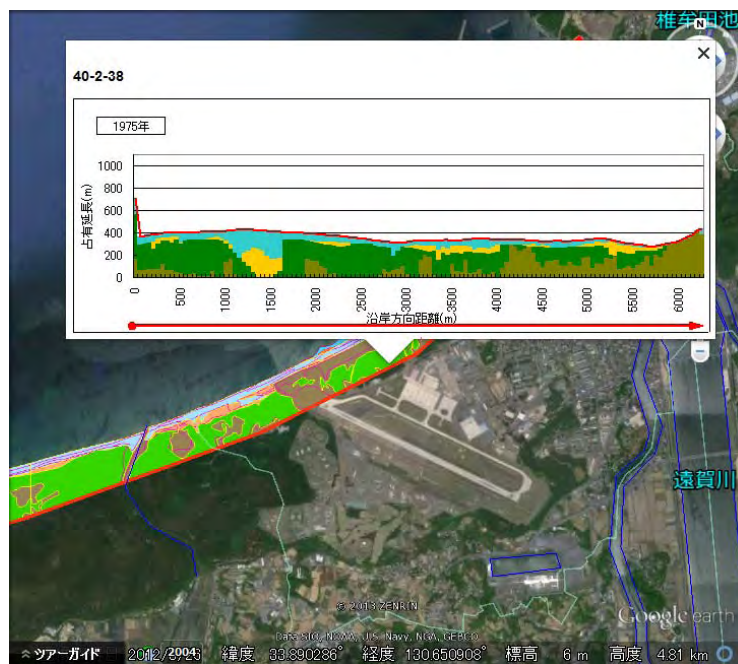 椎牟田池
N
40-2-38
1975年
1000
800
600
400
200
0
占有延長(m)
0 500 1000 1500 2000 2500 3000 3500 4000 4500 5000 5500 6000
沿岸方向距離(m)
遠賀川
© 2013 ZENRIN
Data SIO, NOAA, U.S. Navy, NGA, GEBCO
Google earth
ツアーガイド 2012/8/26 2004 緯度 33.890286° 経度 130.650908° 標高 6 m 高度 4.81 km